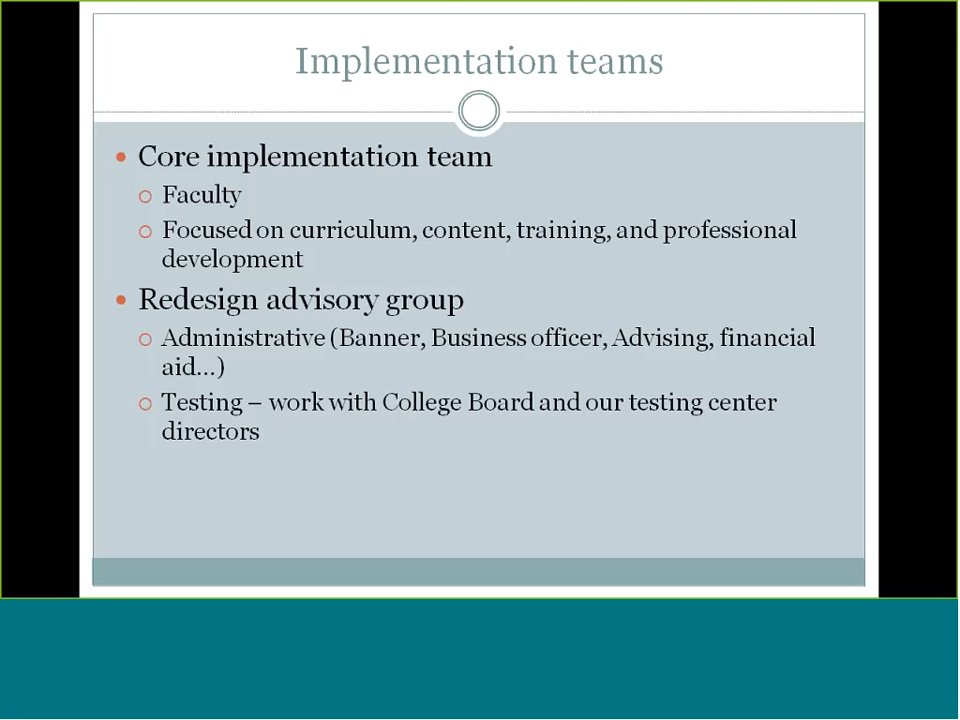 Implementation teams
Core implementation team
Faculty
Focused on curriculum, content, training, and professional
development
Redesign advisory group
Administrative (Banner, Business officer, Advising, financial
aid...)
Testing – work with College Board and our testing center
directors